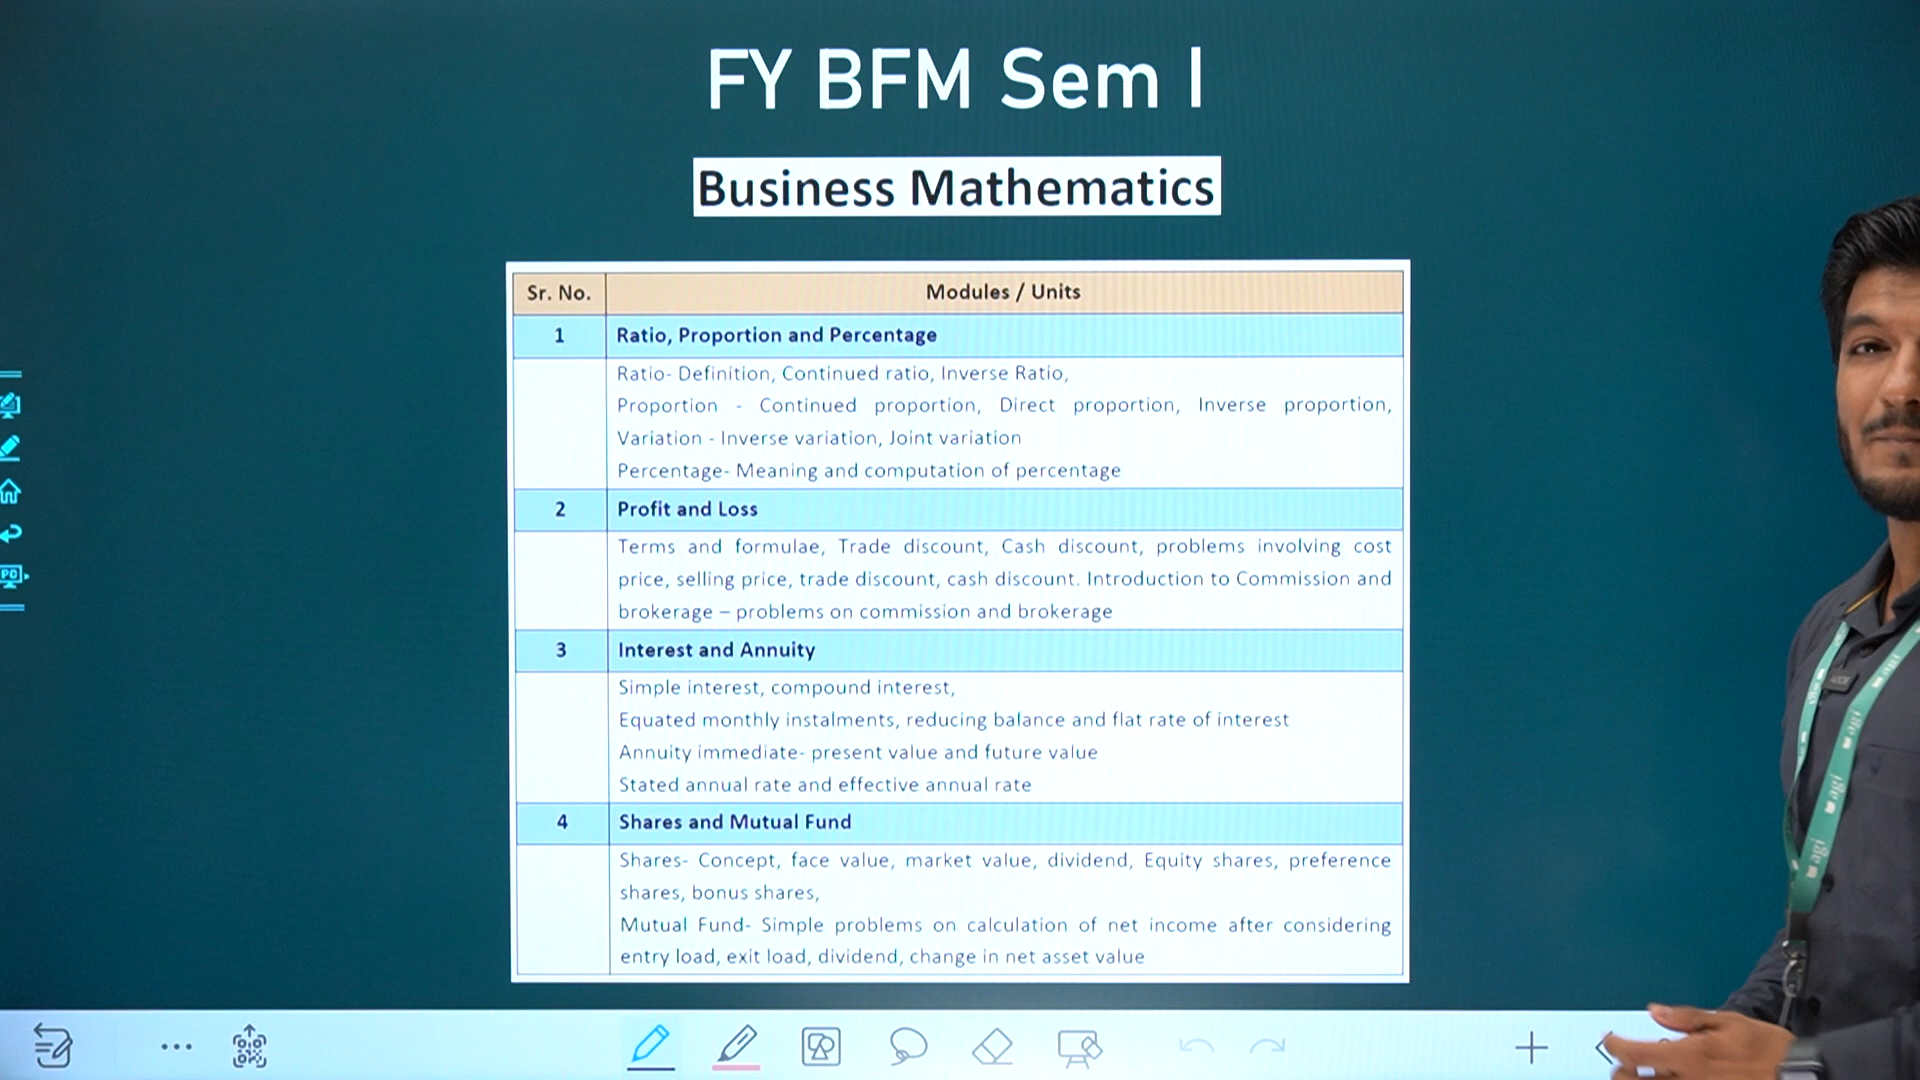 FY BFM Sem I
Business Mathematics
Sr. No. Modules / Units
1 Ratio, Proportion and Percentage
Ratio- Definition, Continued ratio, Inverse Ratio,
Proportion - Continued proportion, Direct proportion, Inverse proportion,
Variation - Inverse variation, Joint variation
Percentage- Meaning and computation of percentage
2 Profit and Loss
Terms and formulae, Trade discount, Cash discount, problems involving cost
price, selling price, trade discount, cash discount. Introduction to Commission and
brokerage – problems on commission and brokerage
3 Interest and Annuity
Simple interest, compound interest,
Equated monthly instalments, reducing balance and flat rate of interest
Annuity immediate- present value and future value
Stated annual rate and effective annual rate
4 Shares and Mutual Fund
Shares- Concept, face value, market value, dividend, Equity shares, preference
shares, bonus shares,
Mutual Fund- Simple problems on calculation of net income after considering
entry load, exit load, dividend, change in net asset value
PC